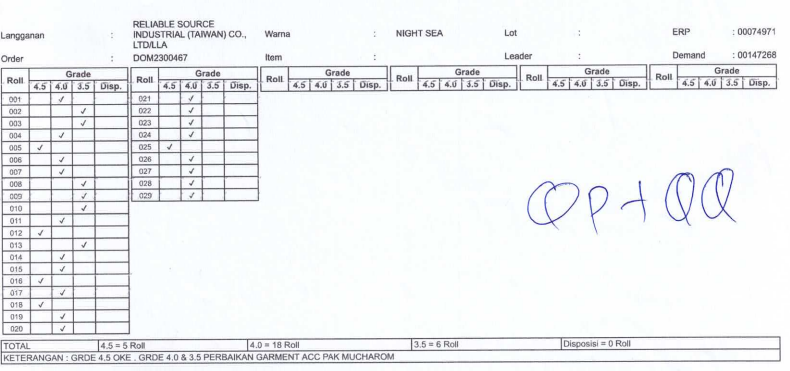 RELIABLE SOURCE
Langganan : INDUSTRIAL (TAIWAN) CO., Warna : NIGHT SEA Lot : ERP : 00074971
LTD/LLA
Order : DOM2300467 Item : Leader : Demand : 00147268
Roll Grade Roll Grade Roll Grade Roll Grade Roll Grade Roll Grade
4.5 4.0 3.5 Disp. 4.5 4.0 3.5 Disp. 4.5 4.0 3.5 Disp. 4.5 4.0 3.5 Disp. 4.5 4.0 3.5 Disp. 4.5 4.0 3.5 Disp.
001 ✓ 021 ✓
002 ✓ 022 ✓
003 ✓ 023 ✓
004 ✓ 024 ✓
005 ✓ 025 ✓
006 ✓ 026 ✓
007 ✓ 027 ✓
008 ✓ 028 ✓
009 ✓ 029 ✓
010 ✓
011 ✓
012 ✓
013 ✓
014 ✓
015 ✓
016 ✓
017 ✓
018 ✓
019 ✓
020 ✓
TOTAL 4.5 = 5 Roll 4.0 = 18 Roll 3.5 = 6 Roll Disposisi = 0 Roll
KETERANGAN : GRDE 4.5 OKE . GRDE 4.0 & 3.5 PERBAIKAN GARMENT ACC PAK MUCHAROM